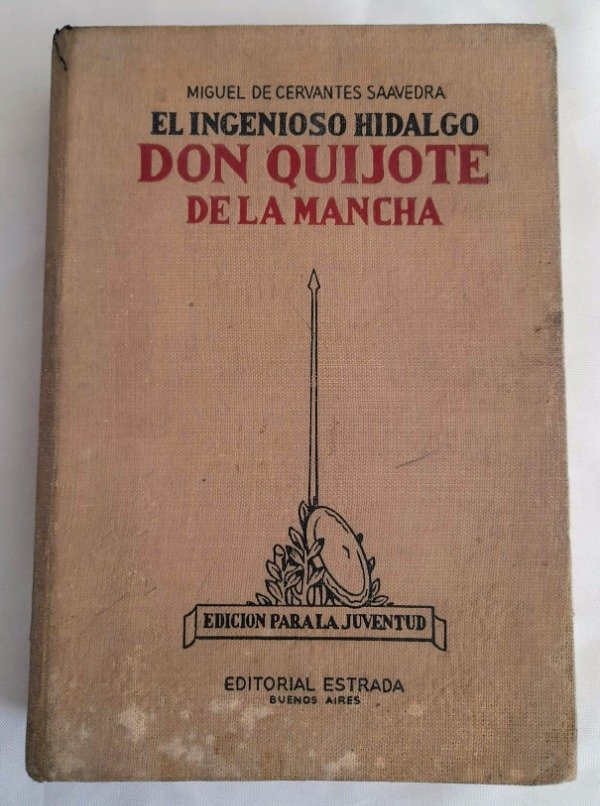 MIGUEL DE CERVANTES SAAVEDRA
EL INGENIOSO HIDALGO
DON QUIJOTE
DE LA MANCHA
EDICION PARA LA JUVENTUD
EDITORIAL ESTRADA
BUENOS AIRES